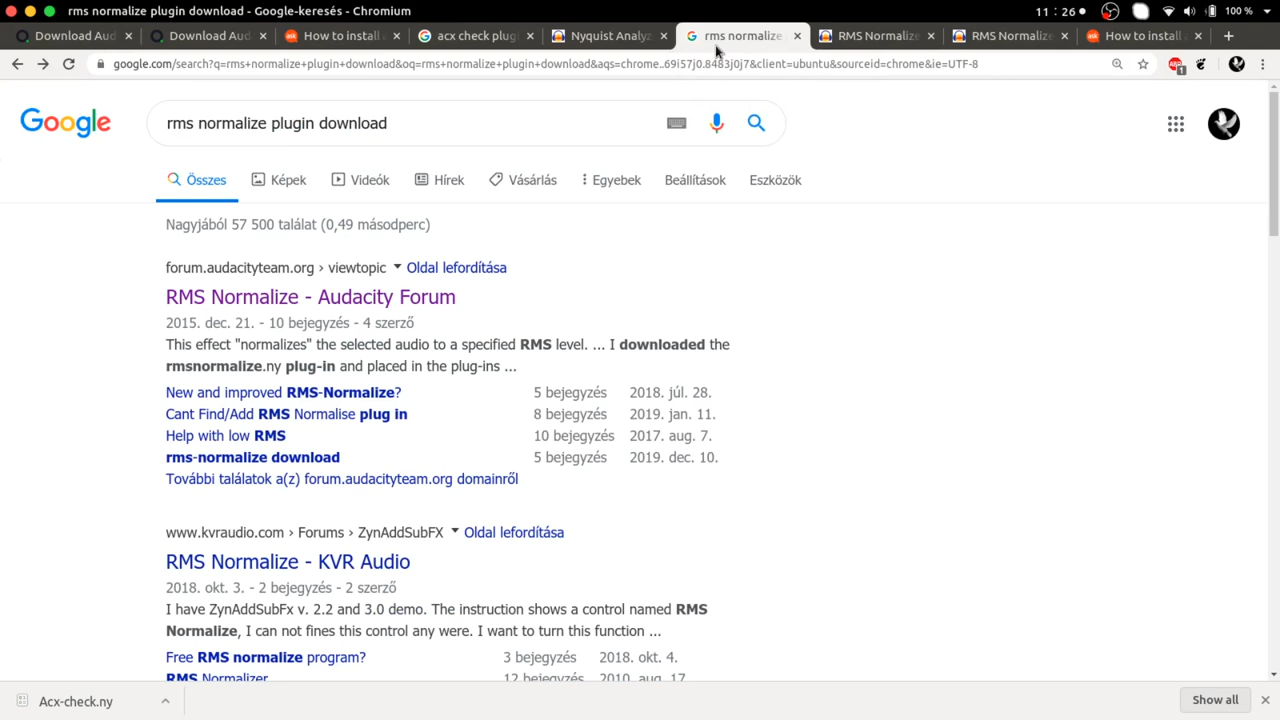 rms normalize plugin download - Google-keresés - Chromium
11 : 26
100 %
Download Aud
Download Aud
How to install
acx check plug
Nyquist Analyz
rms normalize
RMS Normalize
RMS Normalize
How to install
google.com/search?q=rms+normalize+plugin+download&oq=rms+normalize+plugin+download&aqs=chrome..69i57j0.8483j0j7&client=ubuntu&sourceid=chrome&ie=UTF-8
1
Google
rms normalize plugin download
Összes
Képek
Videók
Hírek
Vásárlás
Egyebek
Beállítások
Eszközök
Nagyjából 57 500 találat (0,49 másodperc)
forum.audacityteam.org › viewtopic Oldal lefordítása
RMS Normalize - Audacity Forum
2015. dec. 21. - 10 bejegyzés - 4 szerző
This effect "normalizes" the selected audio to a specified RMS level. ... I downloaded the
rmsnormalize.ny plug-in and placed in the plug-ins ...
New and improved RMS-Normalize? 5 bejegyzés 2018. júl. 28.
Cant Find/Add RMS Normalise plug in 8 bejegyzés 2019. jan. 11.
Help with low RMS 10 bejegyzés 2017. aug. 7.
rms-normalize download 5 bejegyzés 2019. dec. 10.
További találatok a(z) forum.audacityteam.org domainről
www.kvraudio.com › Forums › ZynAddSubFX Oldal lefordítása
RMS Normalize - KVR Audio
2018. okt. 3. - 2 bejegyzés - 2 szerző
I have ZynAddSubFx v. 2.2 and 3.0 demo. The instruction shows a control named RMS
Normalize, I can not fines this control any were. I want to turn this function ...
Free RMS normalize program? 3 bejegyzés 2018. okt. 4.
RMS Normalizer 12 bejegyzés 2010. aug. 17.
Acx-check.ny
Show all